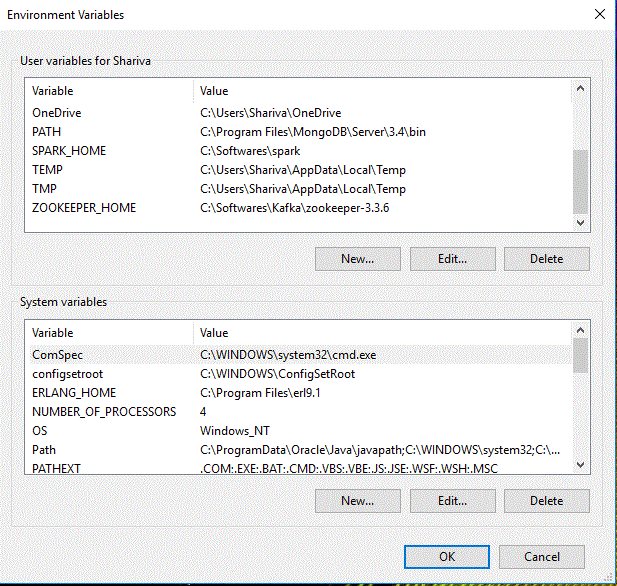 Environment Variables
User variables for Shariva
Variable Value
OneDrive C:\Users\Shariva\OneDrive
PATH C:\Program Files\MongoDB\Server\3.4\bin
SPARK_HOME C:\Softwares\spark
TEMP C:\Users\Shariva\AppData\Local\Temp
TMP C:\Users\Shariva\AppData\Local\Temp
ZOOKEEPER_HOME C:\Softwares\Kafka\zookeeper-3.3.6
New... Edit... Delete
System variables
Variable Value
ComSpec C:\WINDOWS\system32\cmd.exe
configsetroot C:\WINDOWS\ConfigSetRoot
ERLANG_HOME C:\Program Files\erl9.1
NUMBER_OF_PROCESSORS 4
OS Windows_NT
Path C:\ProgramData\Oracle\Java\javapath;C:\WINDOWS\system32;C:\...
PATHEXT .COM;.EXE;.BAT;.CMD;.VBS;.VBE;.JS;.JSE;.WSF;.WSH;.MSC
New... Edit... Delete
OK Cancel